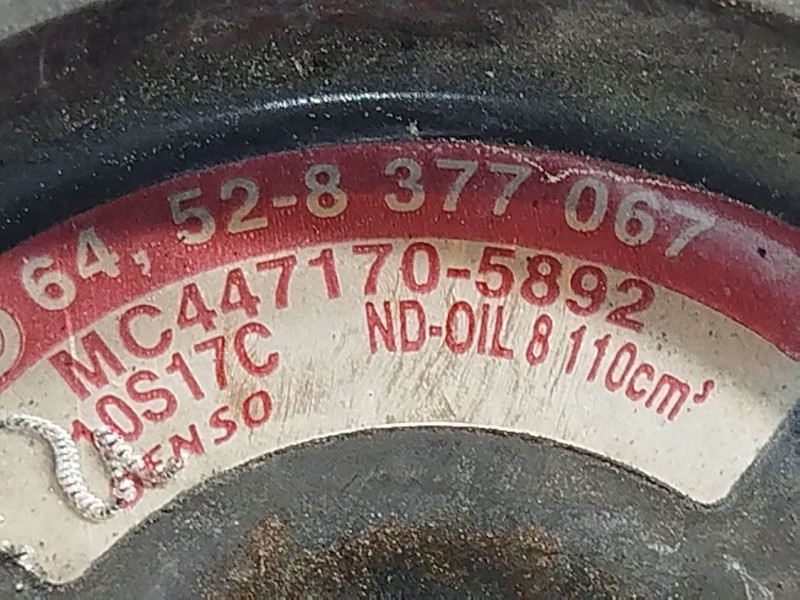 64, 52-8 377 067
MC447170-5892
10S17C ND-OIL 8 110cm³
DENSO